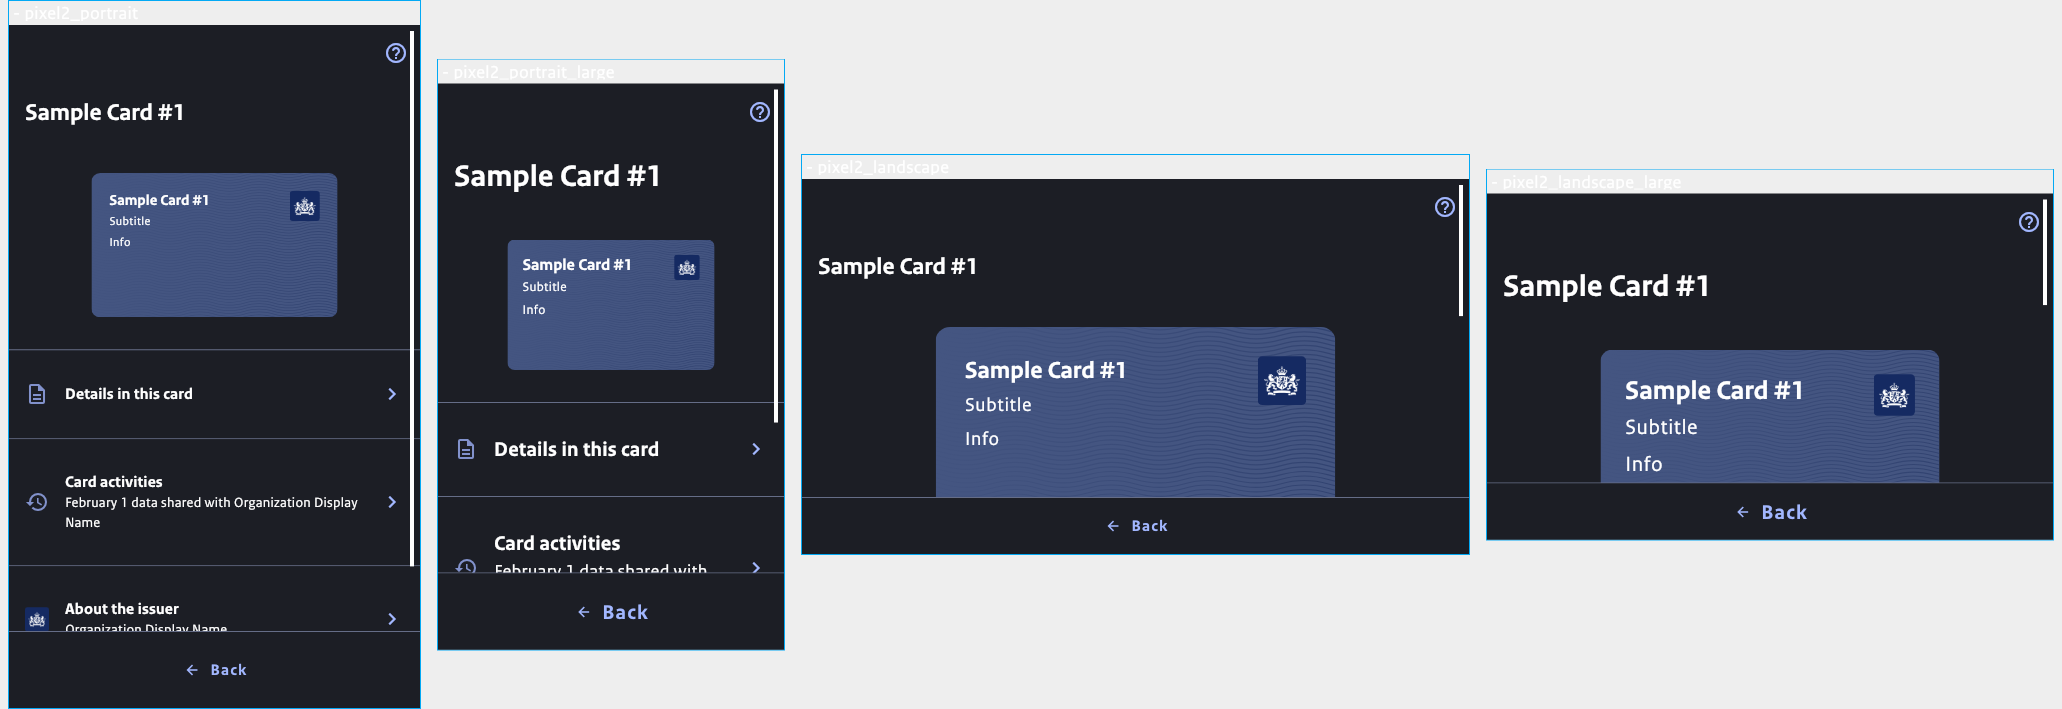 - pixel2_portrait
Sample Card #1
Sample Card #1
Subtitle
Info
Details in this card
Card activities
February 1 data shared with Organization Display
Name
About the issuer
Organization Display Name
Back
- pixel2_portrait_large
Sample Card #1
Sample Card #1
Subtitle
Info
Details in this card
Card activities
February 1 data shared with
Back
- pixel2_landscape
Sample Card #1
Sample Card #1
Subtitle
Info
Back
- pixel2_landscape_large
Sample Card #1
Sample Card #1
Subtitle
Info
Back